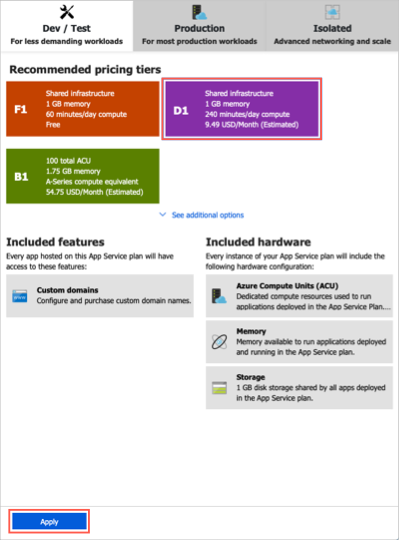 Dev / Test
For less demanding workloads
Production
For most production workloads
Isolated
Advanced networking and scale
Recommended pricing tiers
F1
Shared infrastructure
1 GB memory
60 minutes/day compute
Free
D1
Shared infrastructure
1 GB memory
240 minutes/day compute
9.49 USD/Month (Estimated)
B1
100 total ACU
1.75 GB memory
A-Series compute equivalent
54.75 USD/Month (Estimated)
See additional options
Included features
Every app hosted on this App Service plan will have
access to these features:
Custom domains
Configure and purchase custom domain names.
Included hardware
Every instance of your App Service plan will include the
following hardware configuration:
Azure Compute Units (ACU)
Dedicated compute resources used to run
applications deployed in the App Service Plan....
Memory
Memory available to run applications deployed
and running in the App Service plan.
Storage
1 GB disk storage shared by all apps deployed
in the App Service plan.
Apply